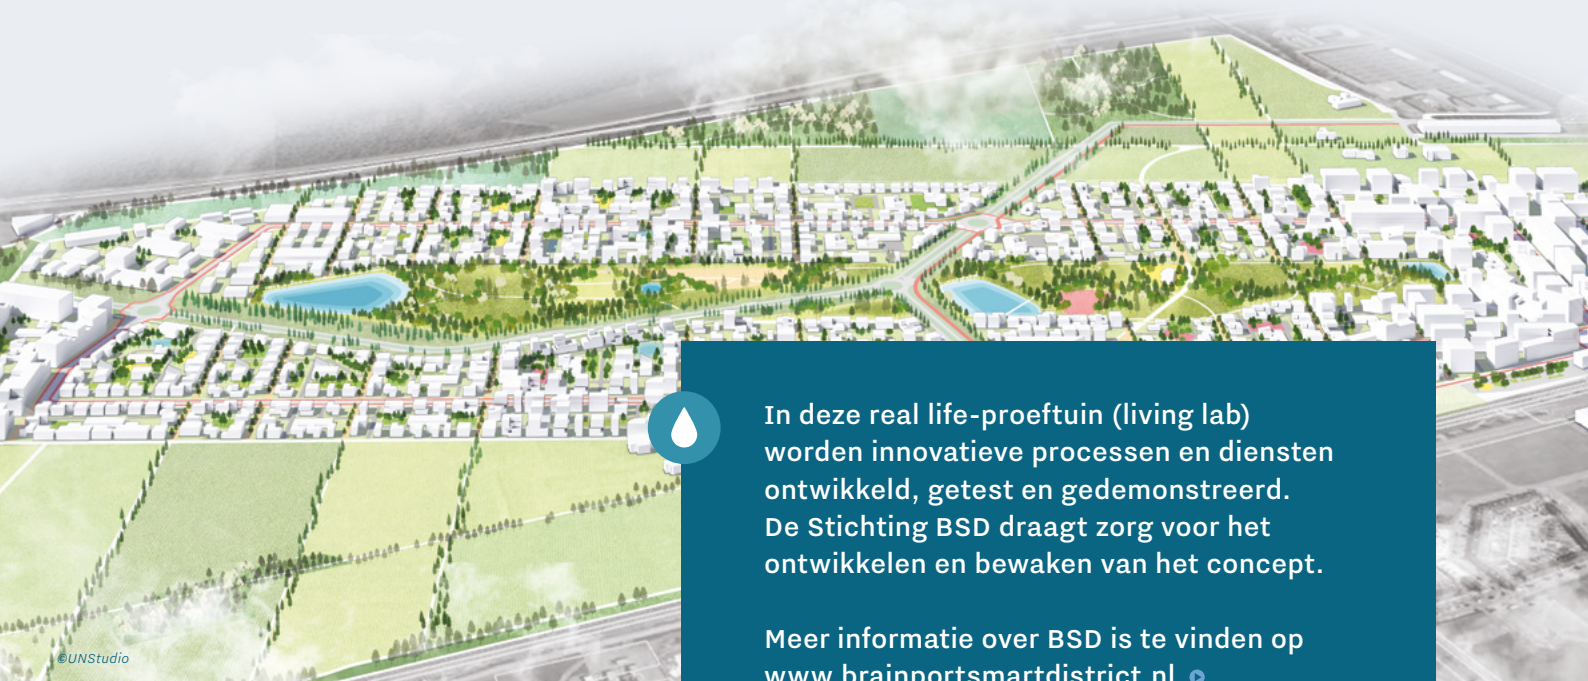 In deze real life-proeftuin (living lab)
worden innovatieve processen en diensten
ontwikkeld, getest en gedemonstreerd.
De Stichting BSD draagt zorg voor het
ontwikkelen en bewaken van het concept.
Meer informatie over BSD is te vinden op
www.brainportsmartdistrict.nl
©UNStudio